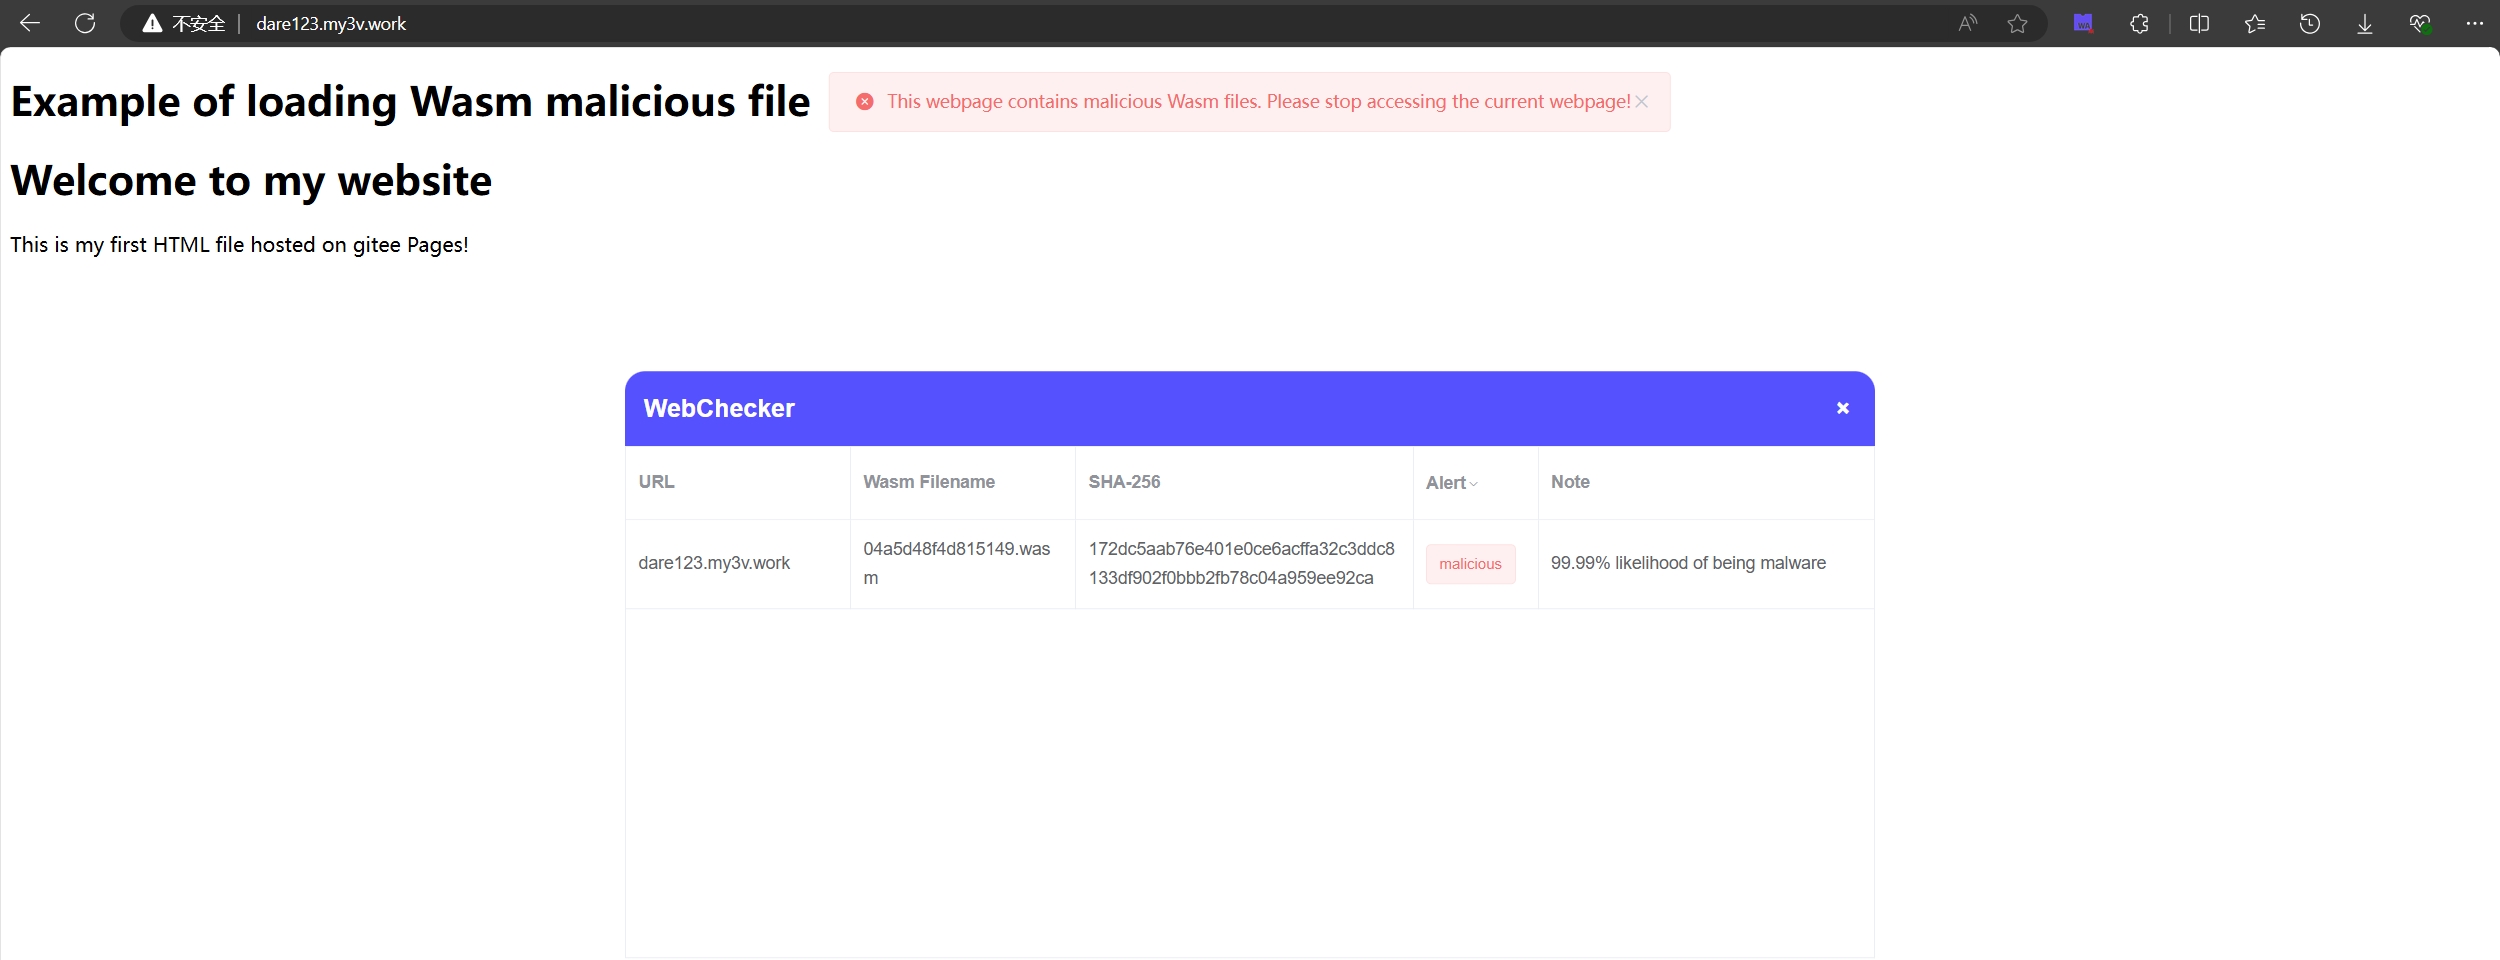 不安全 | dare123.my3v.work
Example of loading Wasm malicious file
This webpage contains malicious Wasm files. Please stop accessing the current webpage!
Welcome to my website
This is my first HTML file hosted on gitee Pages!
WebChecker
URL
Wasm Filename
SHA-256
Alert
Note
dare123.my3v.work
04a5d48f4d815149.was
m
172dc5aab76e401e0ce6acffa32c3ddc8
133df902f0bbb2fb78c04a959ee92ca
malicious
99.99% likelihood of being malware